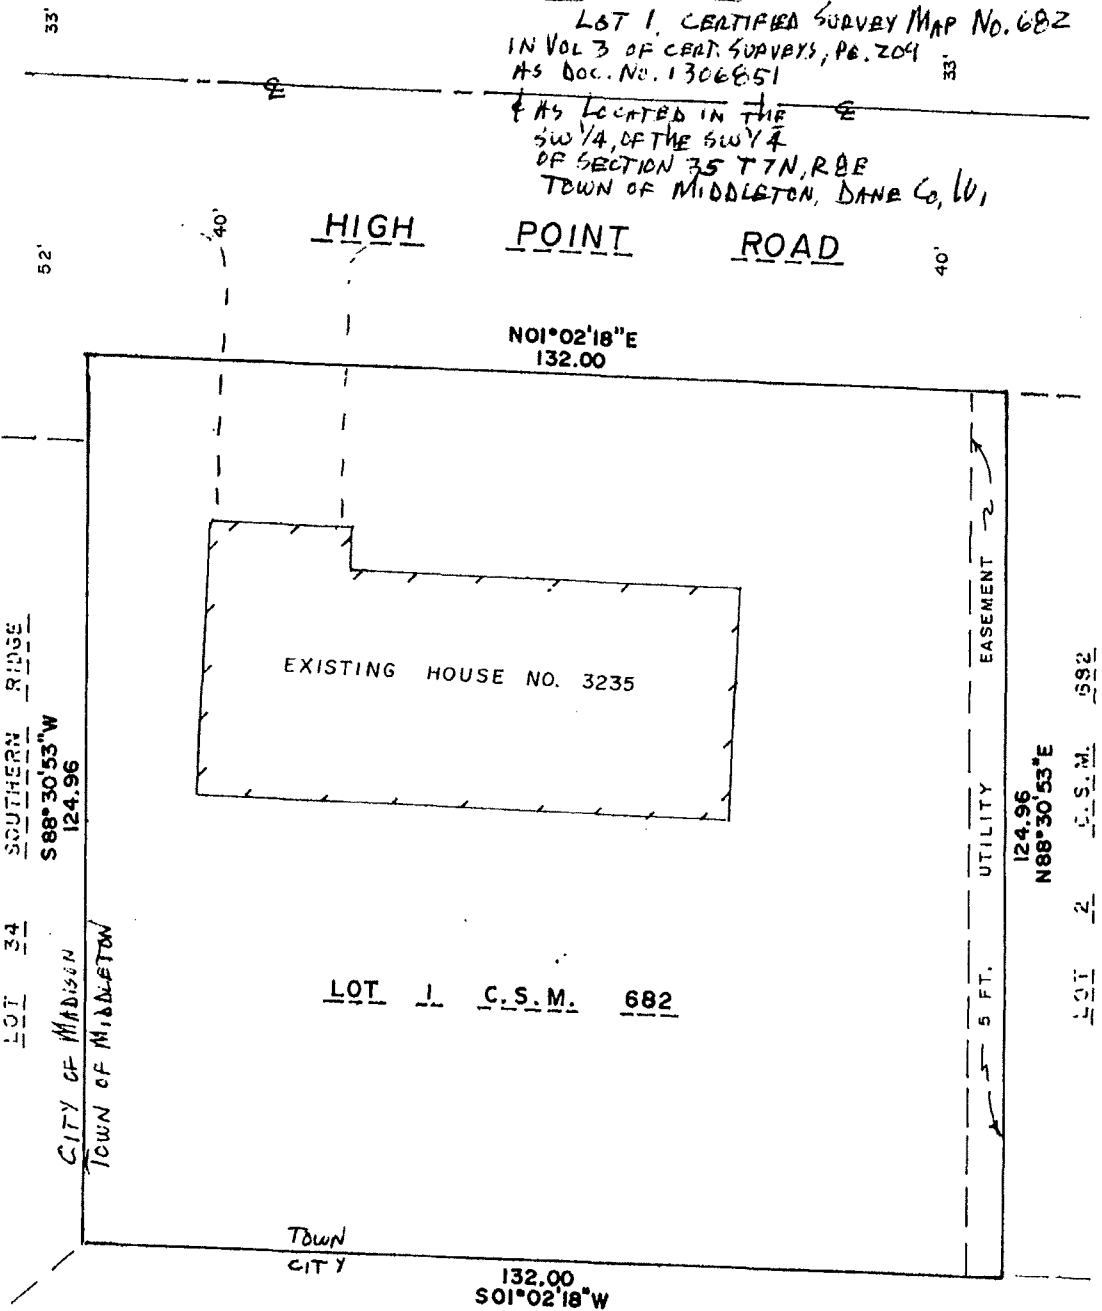 33'
LOT 1, CERTIFIED SURVEY MAP No. 682
IN VOL 3 OF CERT. SURVEYS, PG. 209
AS DOC. No. 1306851
33'
℄
℄
& AS LOCATED IN THE
SW 1/4, OF THE SW 1/4
OF SECTION 35 T7N, R8E
TOWN OF MIDDLETON, DANE Co, WI
52'
40'
HIGH POINT ROAD
40'
N01°02'18"E
132.00
EXISTING HOUSE NO. 3235
LOT 34 SOUTHERN RIDGE
S88°30'53"W
124.96
CITY OF MADISON
TOWN OF MIDDLETON
5 FT. UTILITY EASEMENT
124.96
N88°30'53"E
LOT 2 C.S.M. 682
LOT 1 C.S.M. 682
TOWN
CITY
132.00
S01°02'18"W